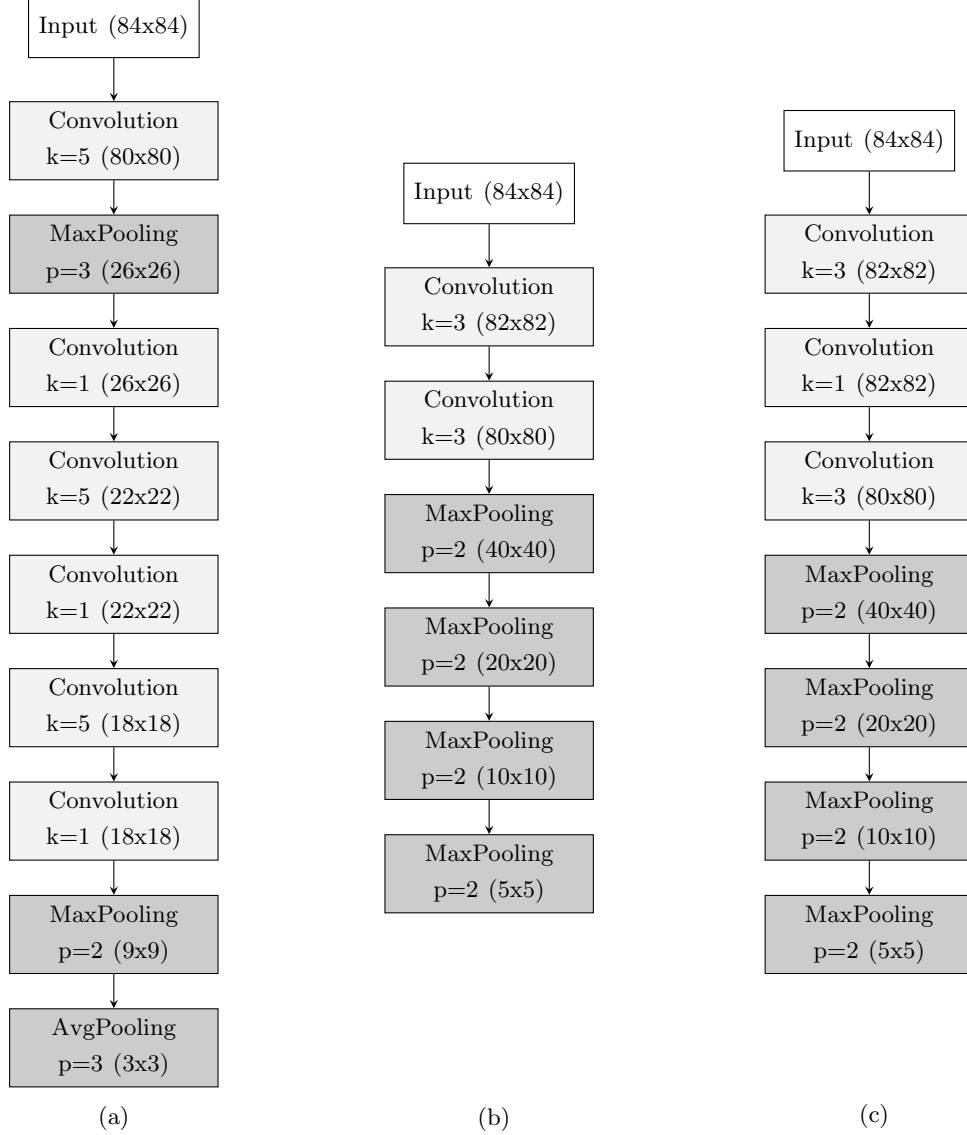 Input (84x84)
Convolution
k=5 (80x80)
MaxPooling
p=3 (26x26)
Convolution
k=1 (26x26)
Convolution
k=5 (22x22)
Convolution
k=1 (22x22)
Convolution
k=5 (18x18)
Convolution
k=1 (18x18)
MaxPooling
p=2 (9x9)
AvgPooling
p=3 (3x3)
(a)
Input (84x84)
Convolution
k=3 (82x82)
Convolution
k=3 (80x80)
MaxPooling
p=2 (40x40)
MaxPooling
p=2 (20x20)
MaxPooling
p=2 (10x10)
MaxPooling
p=2 (5x5)
(b)
Input (84x84)
Convolution
k=3 (82x82)
Convolution
k=1 (82x82)
Convolution
k=3 (80x80)
MaxPooling
p=2 (40x40)
MaxPooling
p=2 (20x20)
MaxPooling
p=2 (10x10)
MaxPooling
p=2 (5x5)
(c)